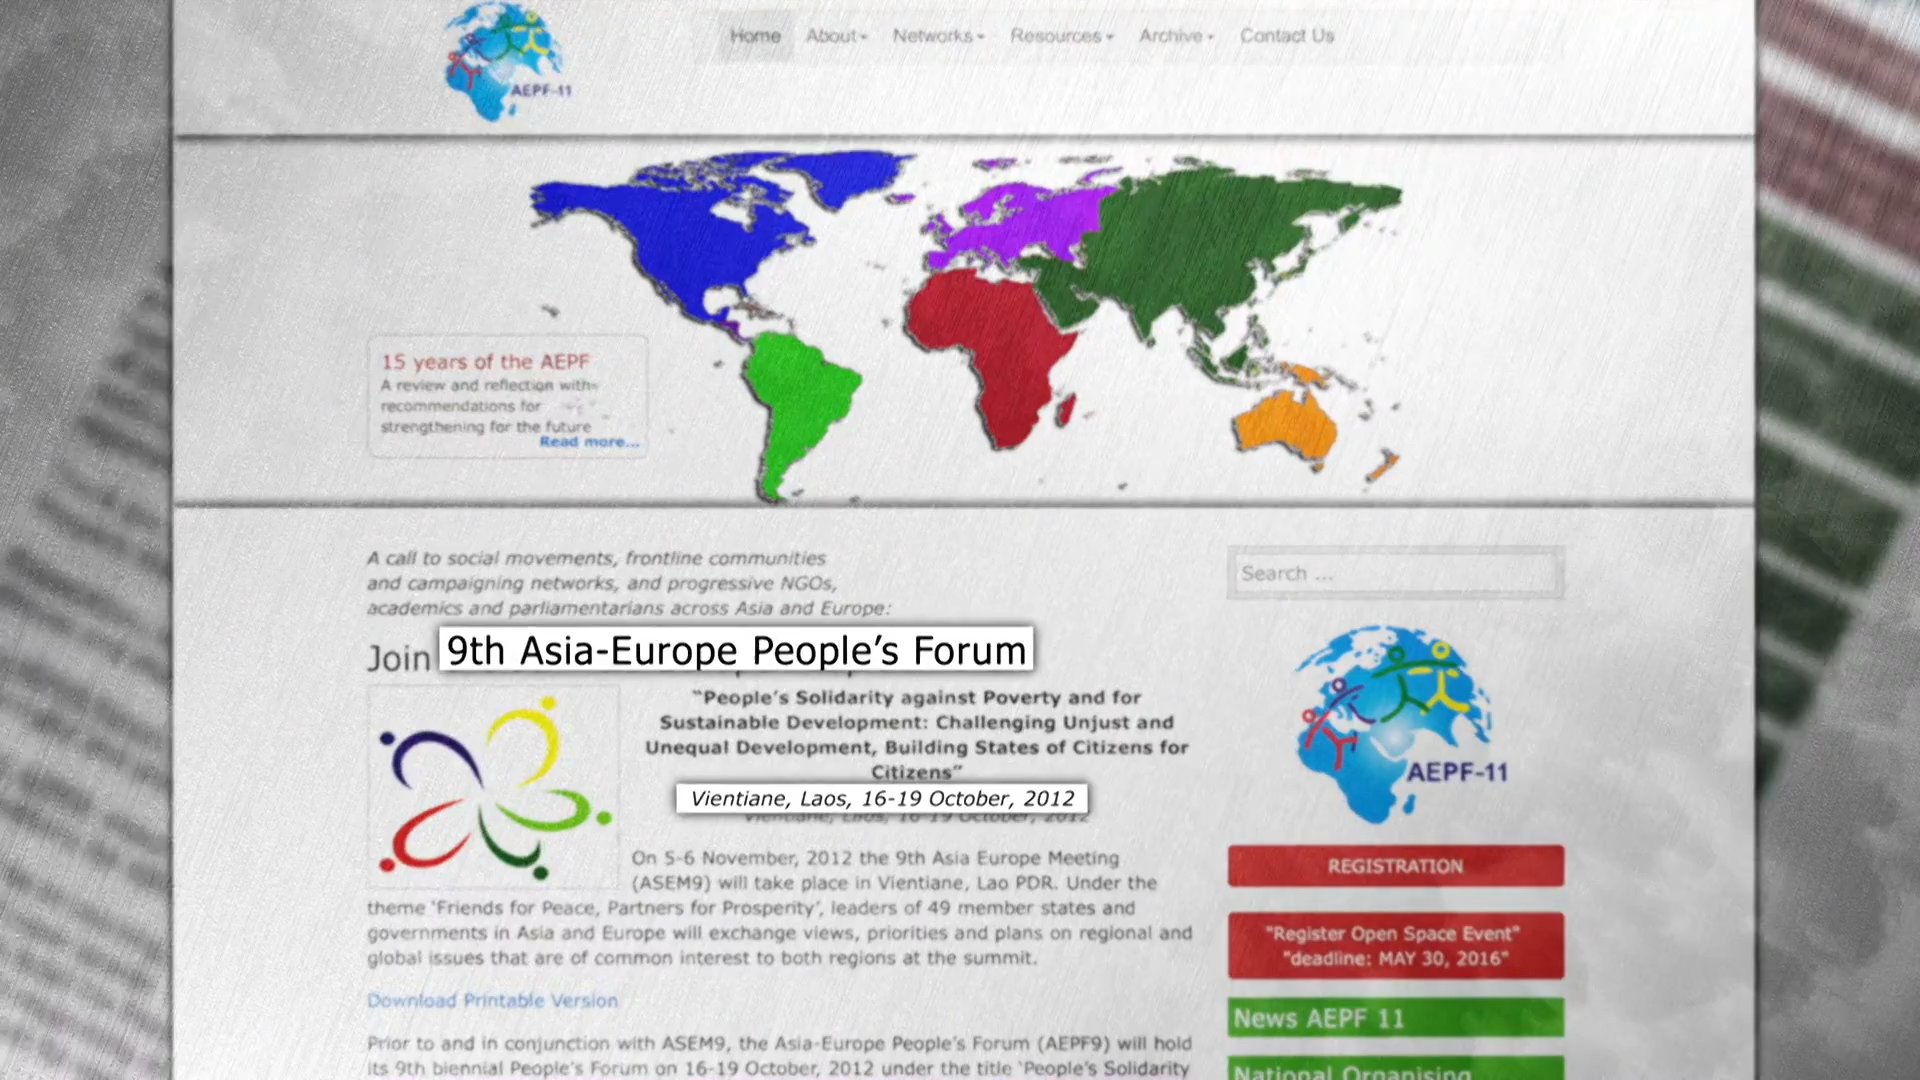 AEPF-11
Home About Networks Resources Archive Contact Us
15 years of the AEPF
A review and reflection with
recommendations for
strengthening for the future
Read more...
A call to social movements, frontline communities
and campaigning networks, and progressive NGOs,
academics and parliamentarians across Asia and Europe:
Join 9th Asia-Europe People’s Forum
“People’s Solidarity against Poverty and for
Sustainable Development: Challenging Unjust and
Unequal Development, Building States of Citizens for
Citizens”
Vientiane, Laos, 16-19 October, 2012
Vientiane, Laos, 16-19 October, 2012
On 5-6 November, 2012 the 9th Asia Europe Meeting
(ASEM9) will take place in Vientiane, Lao PDR. Under the
theme ‘Friends for Peace, Partners for Prosperity’, leaders of 49 member states and
governments in Asia and Europe will exchange views, priorities and plans on regional and
global issues that are of common interest to both regions at the summit.
Download Printable Version
Prior to and in conjunction with ASEM9, the Asia-Europe People’s Forum (AEPF9) will hold
its 9th biennial People’s Forum on 16-19 October, 2012 under the title ‘People’s Solidarity
Search ...
AEPF-11
REGISTRATION
"Register Open Space Event"
"deadline: MAY 30, 2016"
News AEPF 11
National Organising